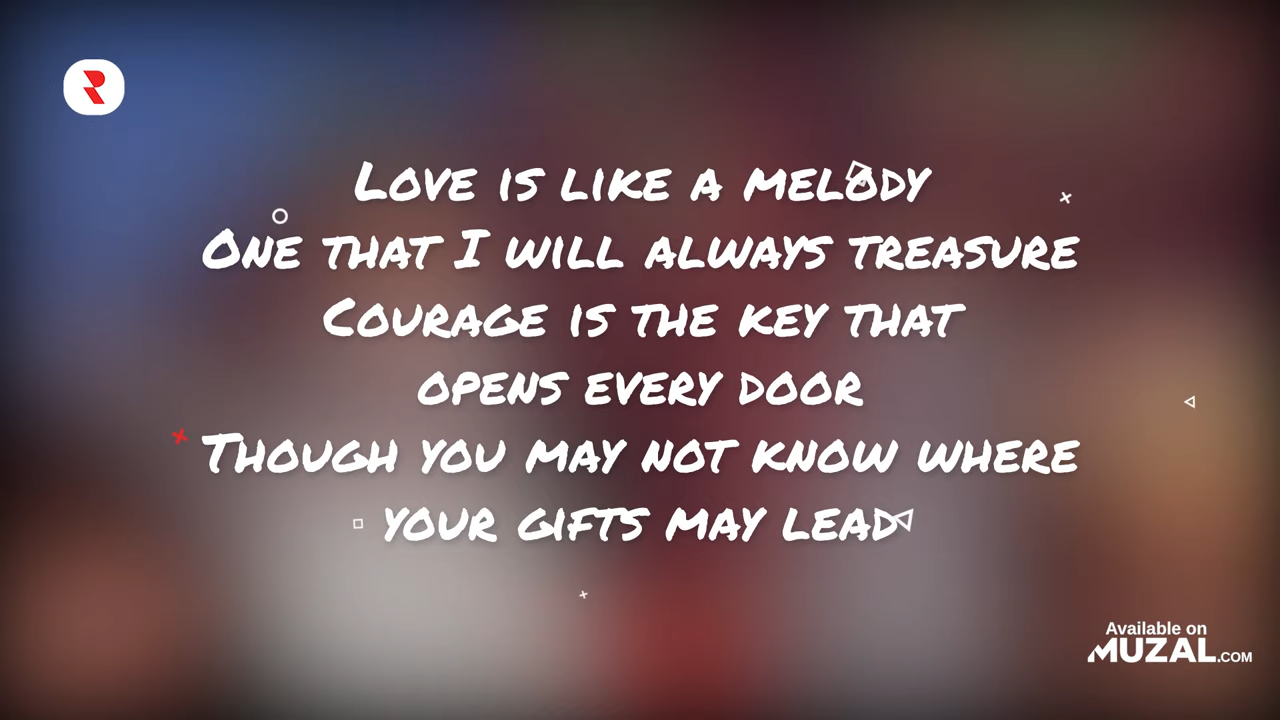 Love is like a melody
One that I will always treasure
Courage is the key that
opens every door
Though you may not know where
your gifts may lead
Available on
MUZAL.COM